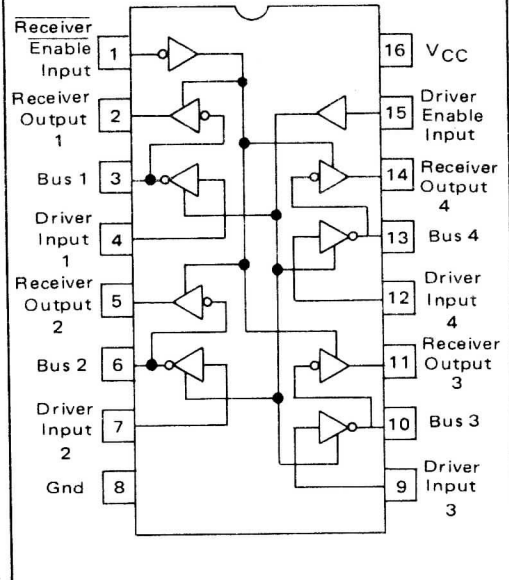 Receiver
Enable
Input
1
Receiver
Output
1
2
Bus 1
3
Driver
Input
1
4
Receiver
Output
2
5
Bus 2
6
Driver
Input
2
7
Gnd
8
16
VCC
15
Driver
Enable
Input
14
Receiver
Output
4
13
Bus 4
12
Driver
Input
4
11
Receiver
Output
3
10
Bus 3
9
Driver
Input
3